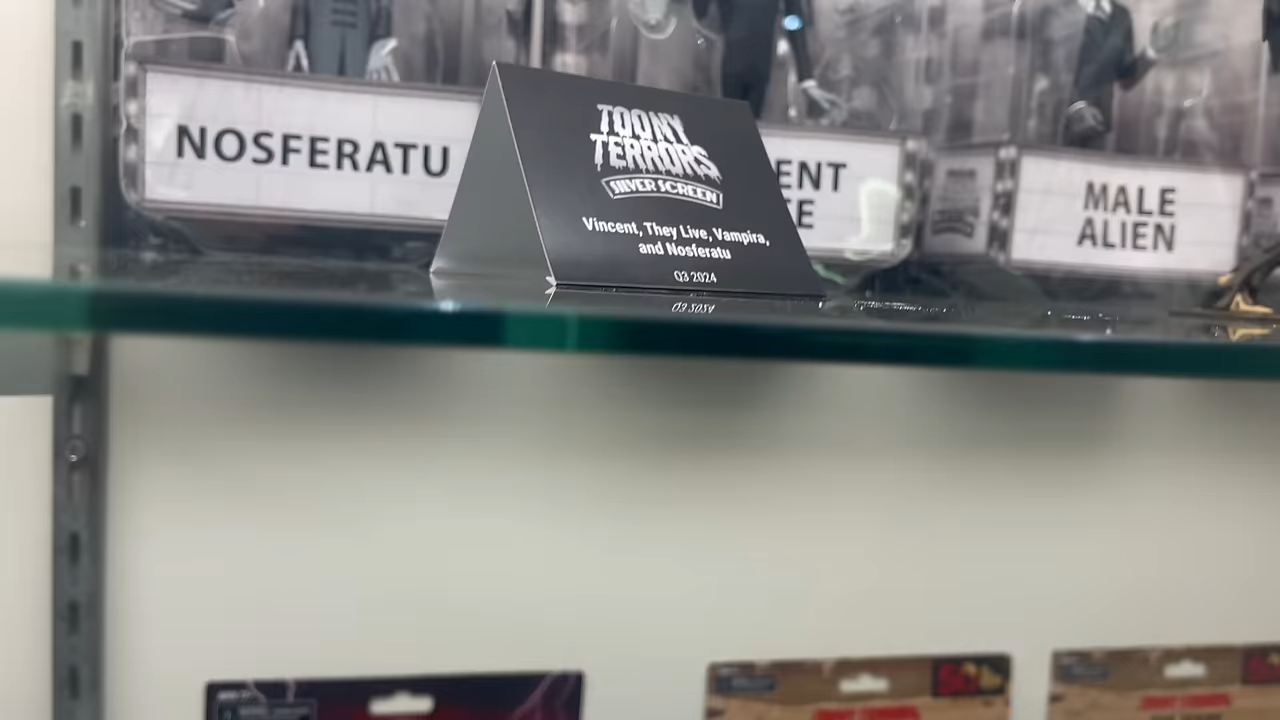 NOSFERATU
TOONY
TERRORS
SILVER SCREEN
Vincent, They Live, Vampira,
and Nosferatu
Q3 2024
ENT
E
MALE
ALIEN